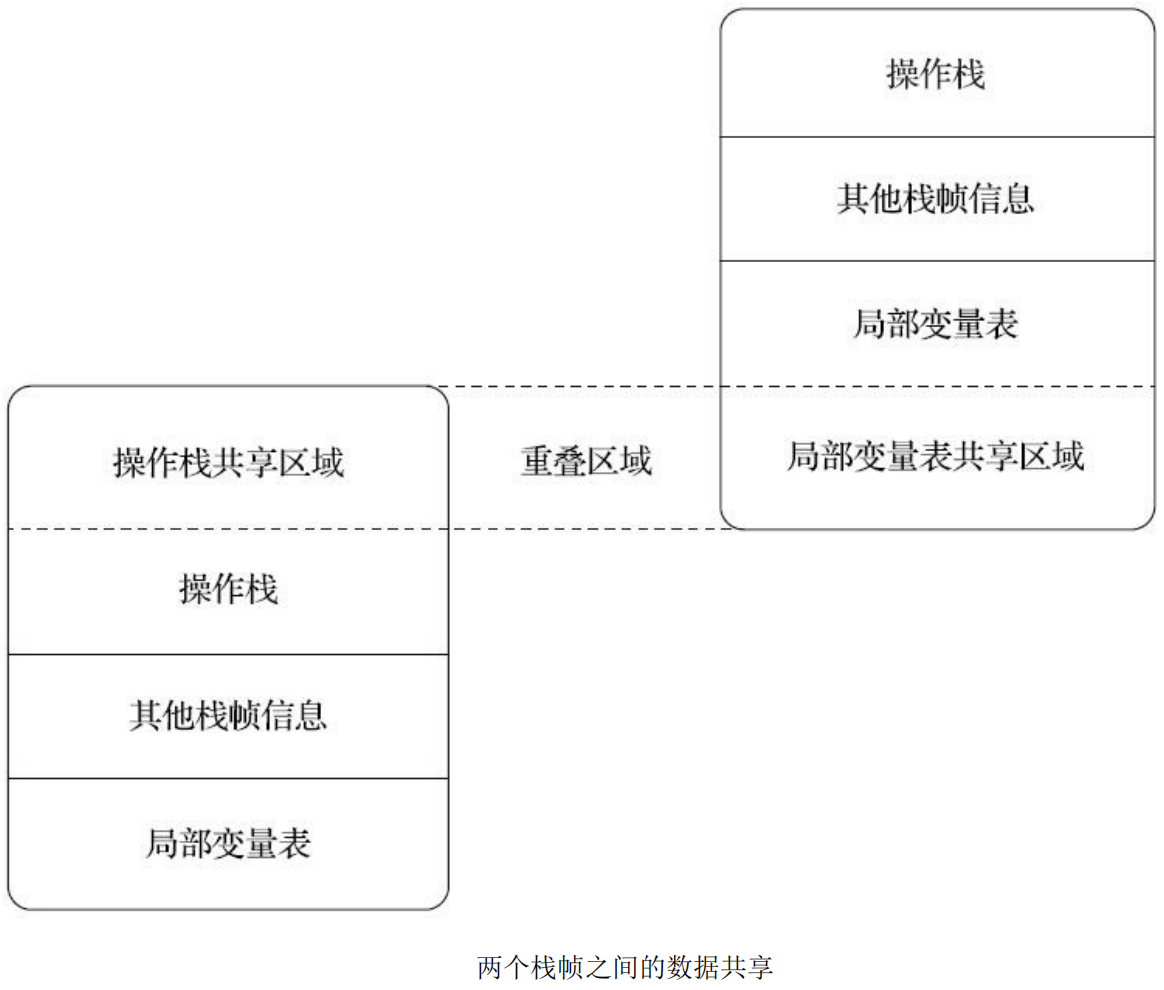 操作栈
其他栈帧信息
局部变量表
局部变量表共享区域
重叠区域
操作栈共享区域
操作栈
其他栈帧信息
局部变量表
两个栈帧之间的数据共享